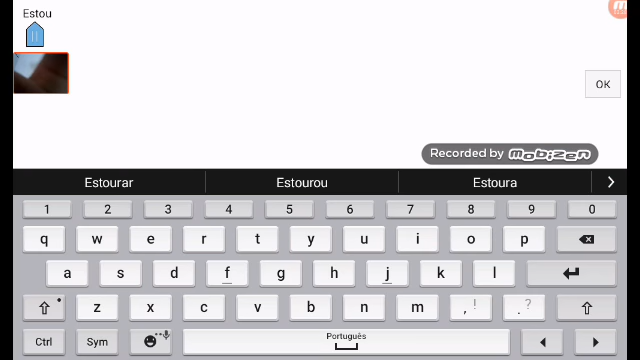 Estou
OK
Recorded by mobizen
Estourar Estourou Estoura >
1 2 3 4 5 6 7 8 9 0
q w e r t y u i o p
a s d f g h j k l
z x c v b n m , ! . ?
Ctrl Sym Português